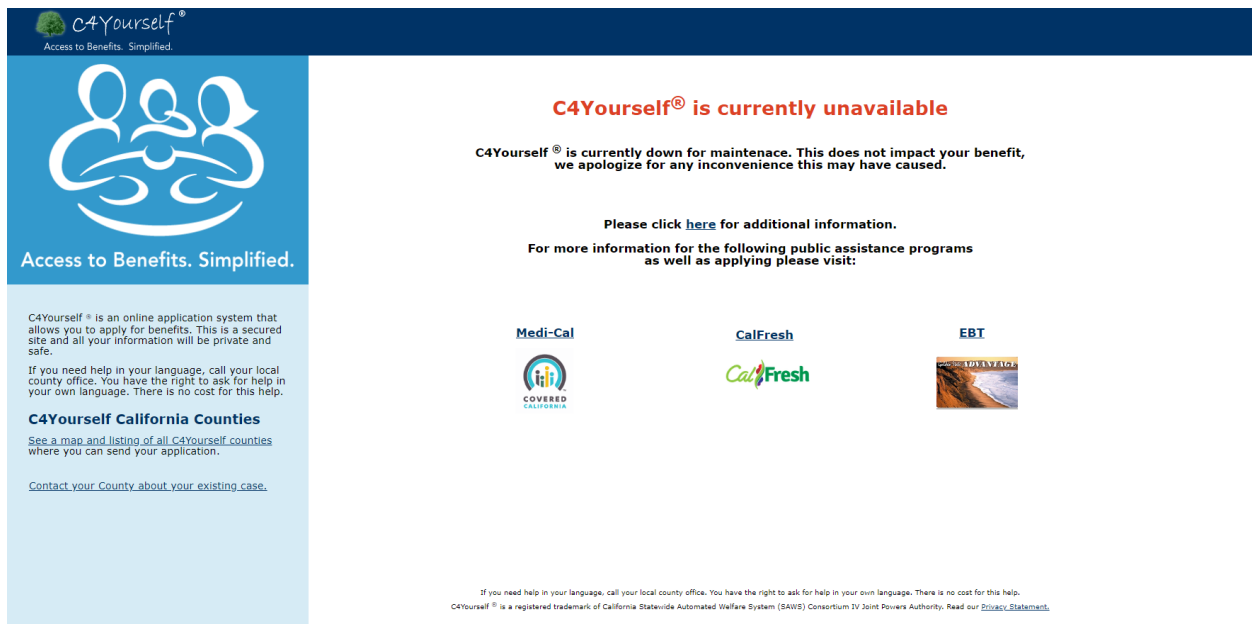 C4Yourself®
Access to Benefits. Simplified.
Access to Benefits. Simplified.
C4Yourself ® is an online application system that
allows you to apply for benefits. This is a secured
site and all your information will be private and
safe.
If you need help in your language, call your local
county office. You have the right to ask for help in
your own language. There is no cost for this help.
C4Yourself California Counties
See a map and listing of all C4Yourself counties
where you can send your application.
Contact your County about your existing case.
C4Yourself® is currently unavailable
C4Yourself ® is currently down for maintenace. This does not impact your benefit,
we apologize for any inconvenience this may have caused.
Please click here for additional information.
For more information for the following public assistance programs
as well as applying please visit:
Medi-Cal
CalFresh
EBT
COVERED
CALIFORNIA
CalFresh
ADVANTAGE
If you need help in your language, call your local county office. You have the right to ask for help in your own language. There is no cost for this help.
C4Yourself ® is a registered trademark of California Statewide Automated Welfare System (SAWS) Consortium IV Joint Powers Authority. Read our Privacy Statement.